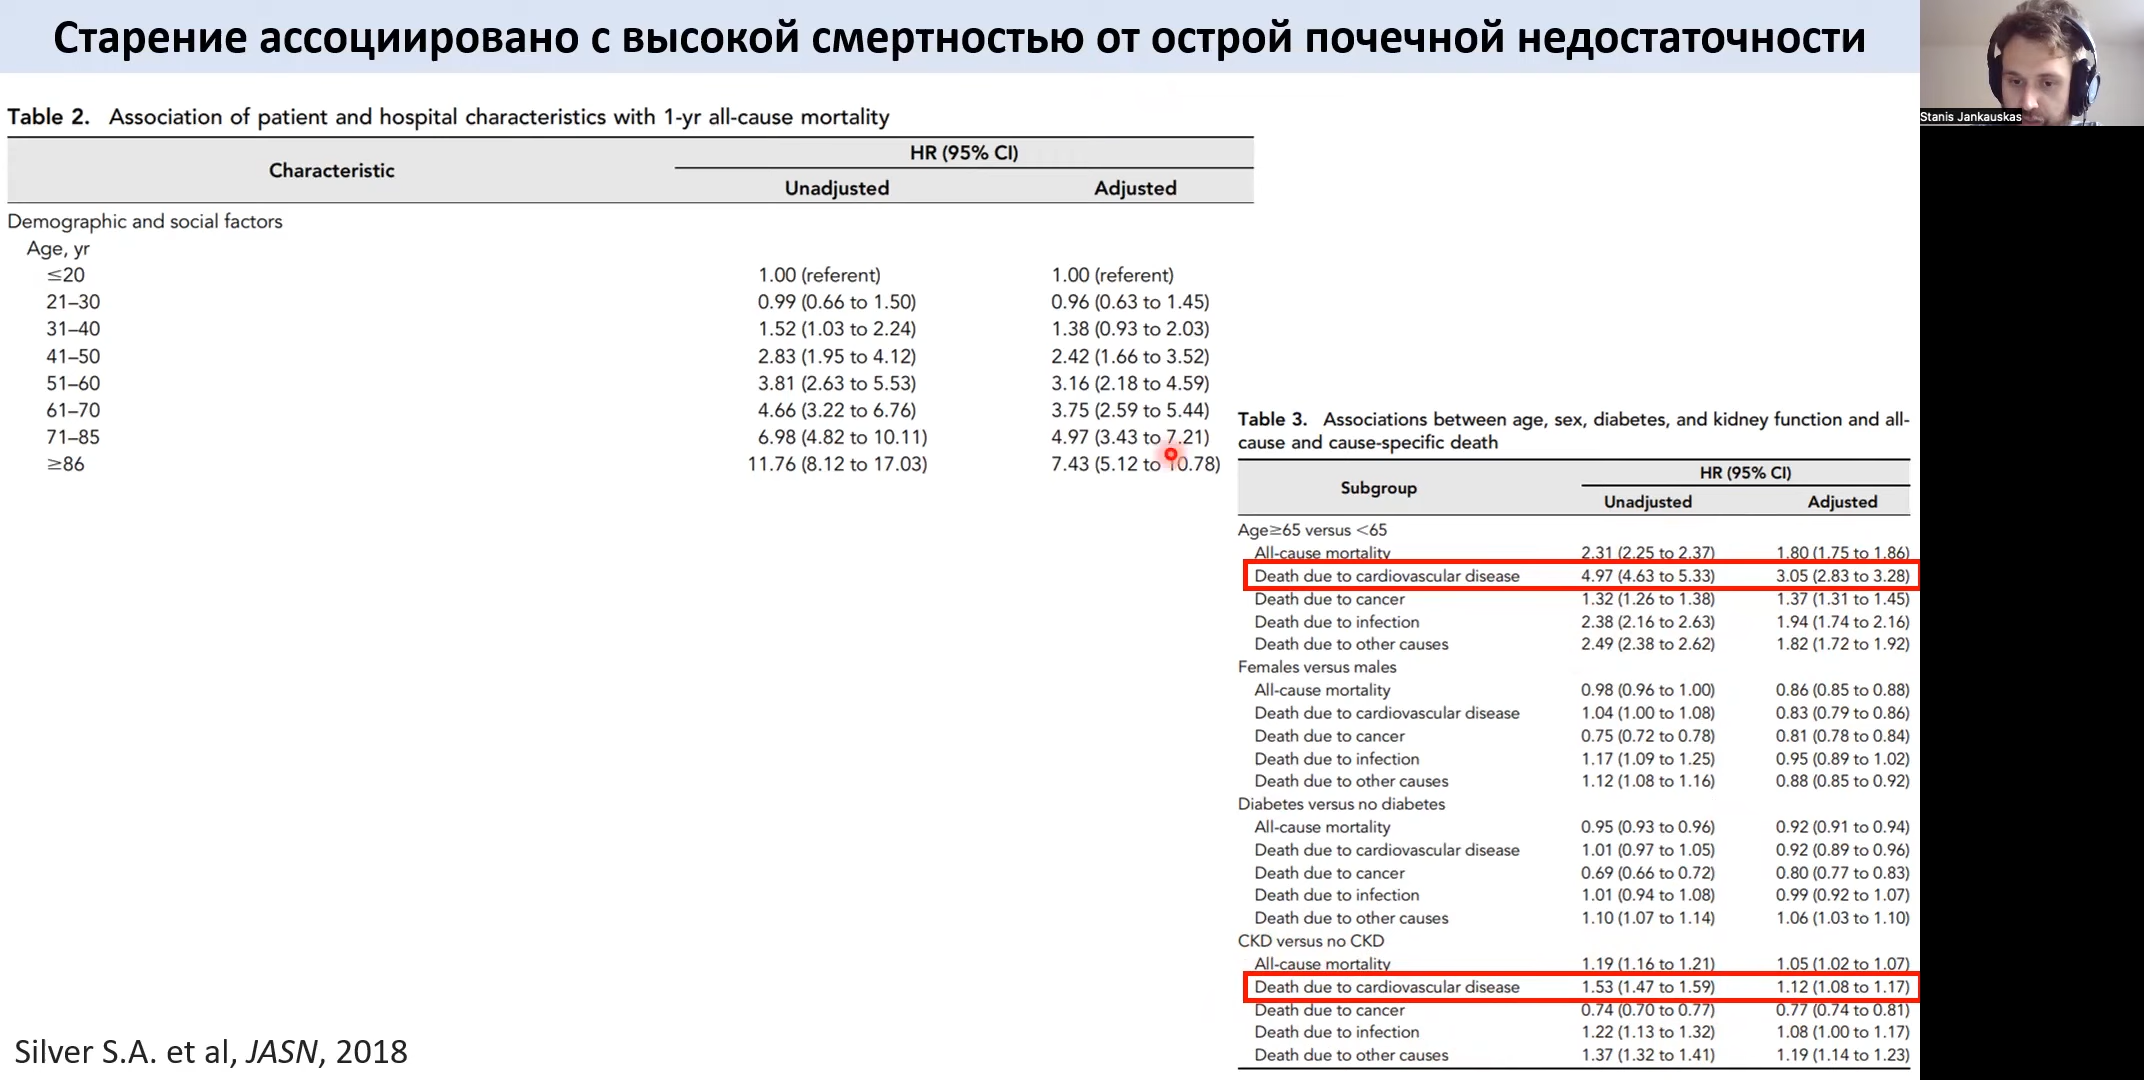 Старение ассоциировано с высокой смертностью от острой почечной недостаточности
Stanis Jankauskas
Table 2. Association of patient and hospital characteristics with 1-yr all-cause mortality
Characteristic
HR (95% CI)
Unadjusted Adjusted
Demographic and social factors
Age, yr
≤20 1.00 (referent) 1.00 (referent)
21–30 0.99 (0.66 to 1.50) 0.96 (0.63 to 1.45)
31–40 1.52 (1.03 to 2.24) 1.38 (0.93 to 2.03)
41–50 2.83 (1.95 to 4.12) 2.42 (1.66 to 3.52)
51–60 3.81 (2.63 to 5.53) 3.16 (2.18 to 4.59)
61–70 4.66 (3.22 to 6.76) 3.75 (2.59 to 5.44)
71–85 6.98 (4.82 to 10.11) 4.97 (3.43 to 7.21)
≥86 11.76 (8.12 to 17.03) 7.43 (5.12 to 10.78)
Table 3. Associations between age, sex, diabetes, and kidney function and all-
cause and cause-specific death
Subgroup
HR (95% CI)
Unadjusted Adjusted
Age≥65 versus <65
All-cause mortality 2.31 (2.25 to 2.37) 1.80 (1.75 to 1.86)
Death due to cardiovascular disease 4.97 (4.63 to 5.33) 3.05 (2.83 to 3.28)
Death due to cancer 1.32 (1.26 to 1.38) 1.37 (1.31 to 1.45)
Death due to infection 2.38 (2.16 to 2.63) 1.94 (1.74 to 2.16)
Death due to other causes 2.49 (2.38 to 2.62) 1.82 (1.72 to 1.92)
Females versus males
All-cause mortality 0.98 (0.96 to 1.00) 0.86 (0.85 to 0.88)
Death due to cardiovascular disease 1.04 (1.00 to 1.08) 0.83 (0.79 to 0.86)
Death due to cancer 0.75 (0.72 to 0.78) 0.81 (0.78 to 0.84)
Death due to infection 1.17 (1.09 to 1.25) 0.95 (0.89 to 1.02)
Death due to other causes 1.12 (1.08 to 1.16) 0.88 (0.85 to 0.92)
Diabetes versus no diabetes
All-cause mortality 0.95 (0.93 to 0.96) 0.92 (0.91 to 0.94)
Death due to cardiovascular disease 1.01 (0.97 to 1.05) 0.92 (0.89 to 0.96)
Death due to cancer 0.69 (0.66 to 0.72) 0.80 (0.77 to 0.83)
Death due to infection 1.01 (0.94 to 1.08) 0.99 (0.92 to 1.07)
Death due to other causes 1.10 (1.07 to 1.14) 1.06 (1.03 to 1.10)
CKD versus no CKD
All-cause mortality 1.19 (1.16 to 1.21) 1.05 (1.02 to 1.07)
Death due to cardiovascular disease 1.53 (1.47 to 1.59) 1.12 (1.08 to 1.17)
Death due to cancer 0.74 (0.70 to 0.77) 0.77 (0.74 to 0.81)
Death due to infection 1.22 (1.13 to 1.32) 1.08 (1.00 to 1.17)
Death due to other causes 1.37 (1.32 to 1.41) 1.19 (1.14 to 1.23)
Silver S.A. et al, JASN, 2018